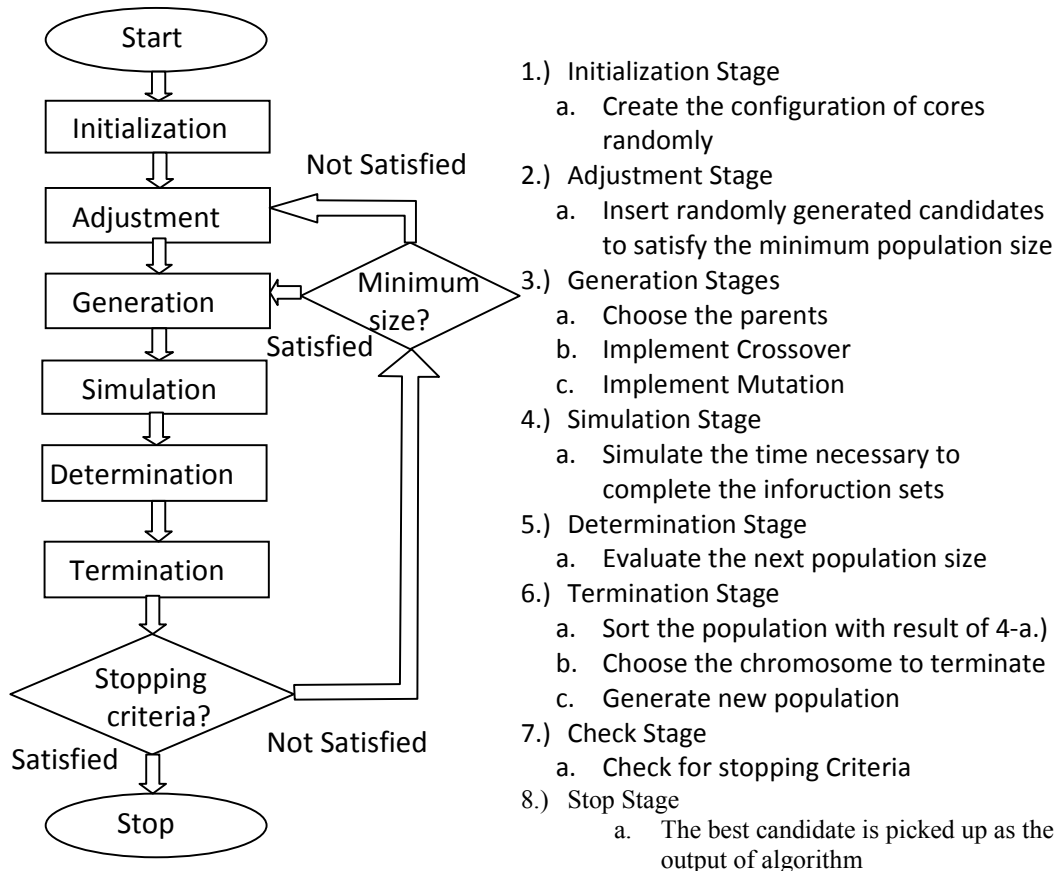 Start
Initialization
Not Satisfied
Adjustment
Generation
Minimum
size?
Satisfied
Simulation
Determination
Termination
Stopping
criteria?
Not Satisfied
Satisfied
Stop
1.) Initialization Stage
a. Create the configuration of cores
randomly
2.) Adjustment Stage
a. Insert randomly generated candidates
to satisfy the minimum population size
3.) Generation Stages
a. Choose the parents
b. Implement Crossover
c. Implement Mutation
4.) Simulation Stage
a. Simulate the time necessary to
complete the inforuction sets
5.) Determination Stage
a. Evaluate the next population size
6.) Termination Stage
a. Sort the population with result of 4-a.)
b. Choose the chromosome to terminate
c. Generate new population
7.) Check Stage
a. Check for stopping Criteria
8.) Stop Stage
a. The best candidate is picked up as the
output of algorithm